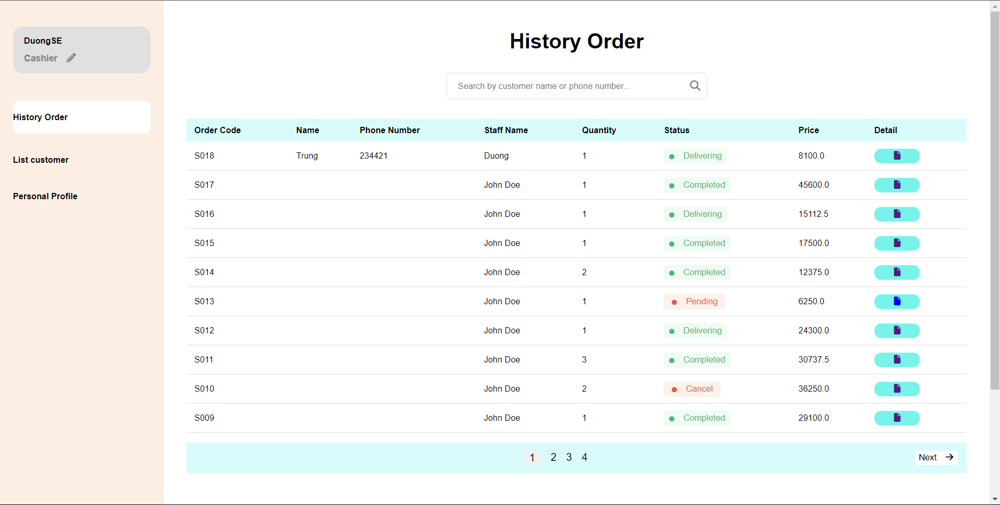 DuongSE
Cashier
History Order
List customer
Personal Profile
History Order
Search by customer name or phone number...
Order Code Name Phone Number Staff Name Quantity Status Price Detail
S018 Trung 234421 Duong 1 Delivering 8100.0
S017 John Doe 1 Completed 45600.0
S016 John Doe 1 Delivering 15112.5
S015 John Doe 1 Completed 17500.0
S014 John Doe 2 Completed 12375.0
S013 John Doe 1 Pending 6250.0
S012 John Doe 1 Delivering 24300.0
S011 John Doe 3 Completed 30737.5
S010 John Doe 2 Cancel 36250.0
S009 John Doe 1 Completed 29100.0
1 2 3 4 Next